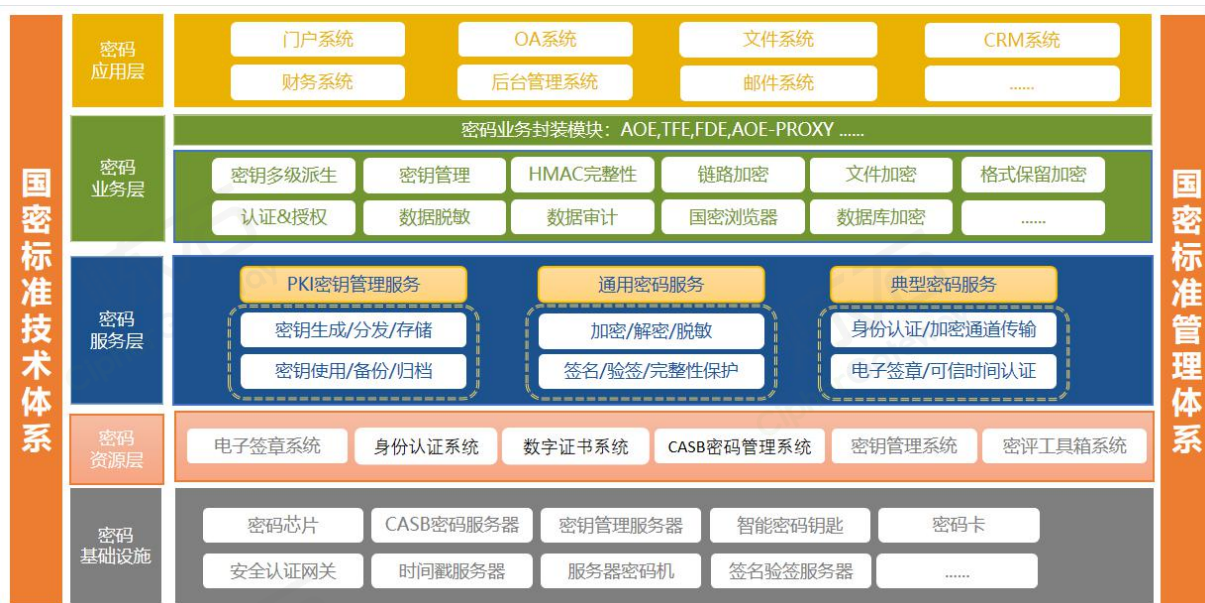 国密标准技术体系
密码
应用层
门户系统
OA系统
文件系统
CRM系统
财务系统
后台管理系统
邮件系统
......
密码
业务层
密码业务封装模块：AOE,TFE,FDE,AOE-PROXY ......
密钥多级派生
密钥管理
HMAC完整性
链路加密
文件加密
格式保留加密
认证&授权
数据脱敏
数据审计
国密浏览器
数据库加密
......
密码
服务层
PKI密钥管理服务
通用密码服务
典型密码服务
密钥生成/分发/存储
加密/解密/脱敏
身份认证/加密通道传输
密钥使用/备份/归档
签名/验签/完整性保护
电子签章/可信时间认证
密码
资源层
电子签章系统
身份认证系统
数字证书系统
CASB密码管理系统
密钥管理系统
密评工具箱系统
密码
基础设施
密码芯片
CASB密码服务器
密钥管理服务器
智能密码钥匙
密码卡
安全认证网关
时间戳服务器
服务器密码机
签名验签服务器
......
国密标准管理体系